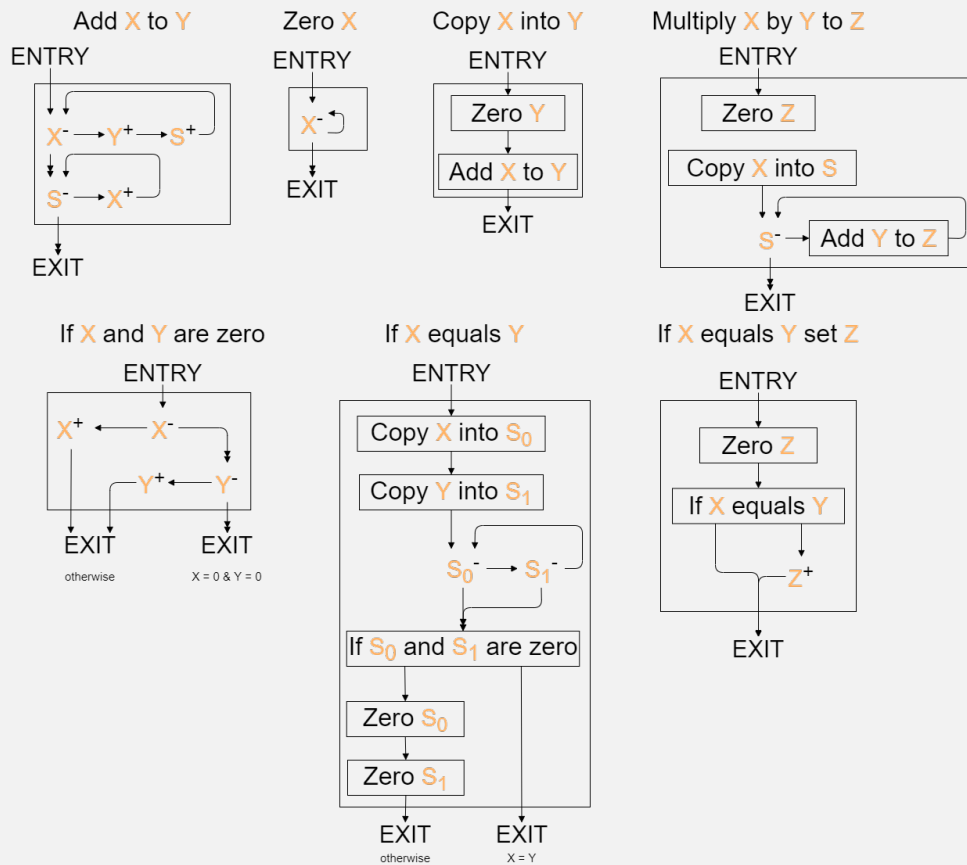 Add X to Y
ENTRY
X- Y+ S+
S- X+
EXIT
Zero X
ENTRY
X-
EXIT
Copy X into Y
ENTRY
Zero Y
Add X to Y
EXIT
Multiply X by Y to Z
ENTRY
Zero Z
Copy X into S
S- Add Y to Z
EXIT
If X and Y are zero
ENTRY
X+ X-
Y+ Y-
EXIT EXIT
otherwise X = 0 & Y = 0
If X equals Y
ENTRY
Copy X into S0
Copy Y into S1
S0- S1-
If S0 and S1 are zero
Zero S0
Zero S1
EXIT EXIT
otherwise X = Y
If X equals Y set Z
ENTRY
Zero Z
If X equals Y
Z+
EXIT